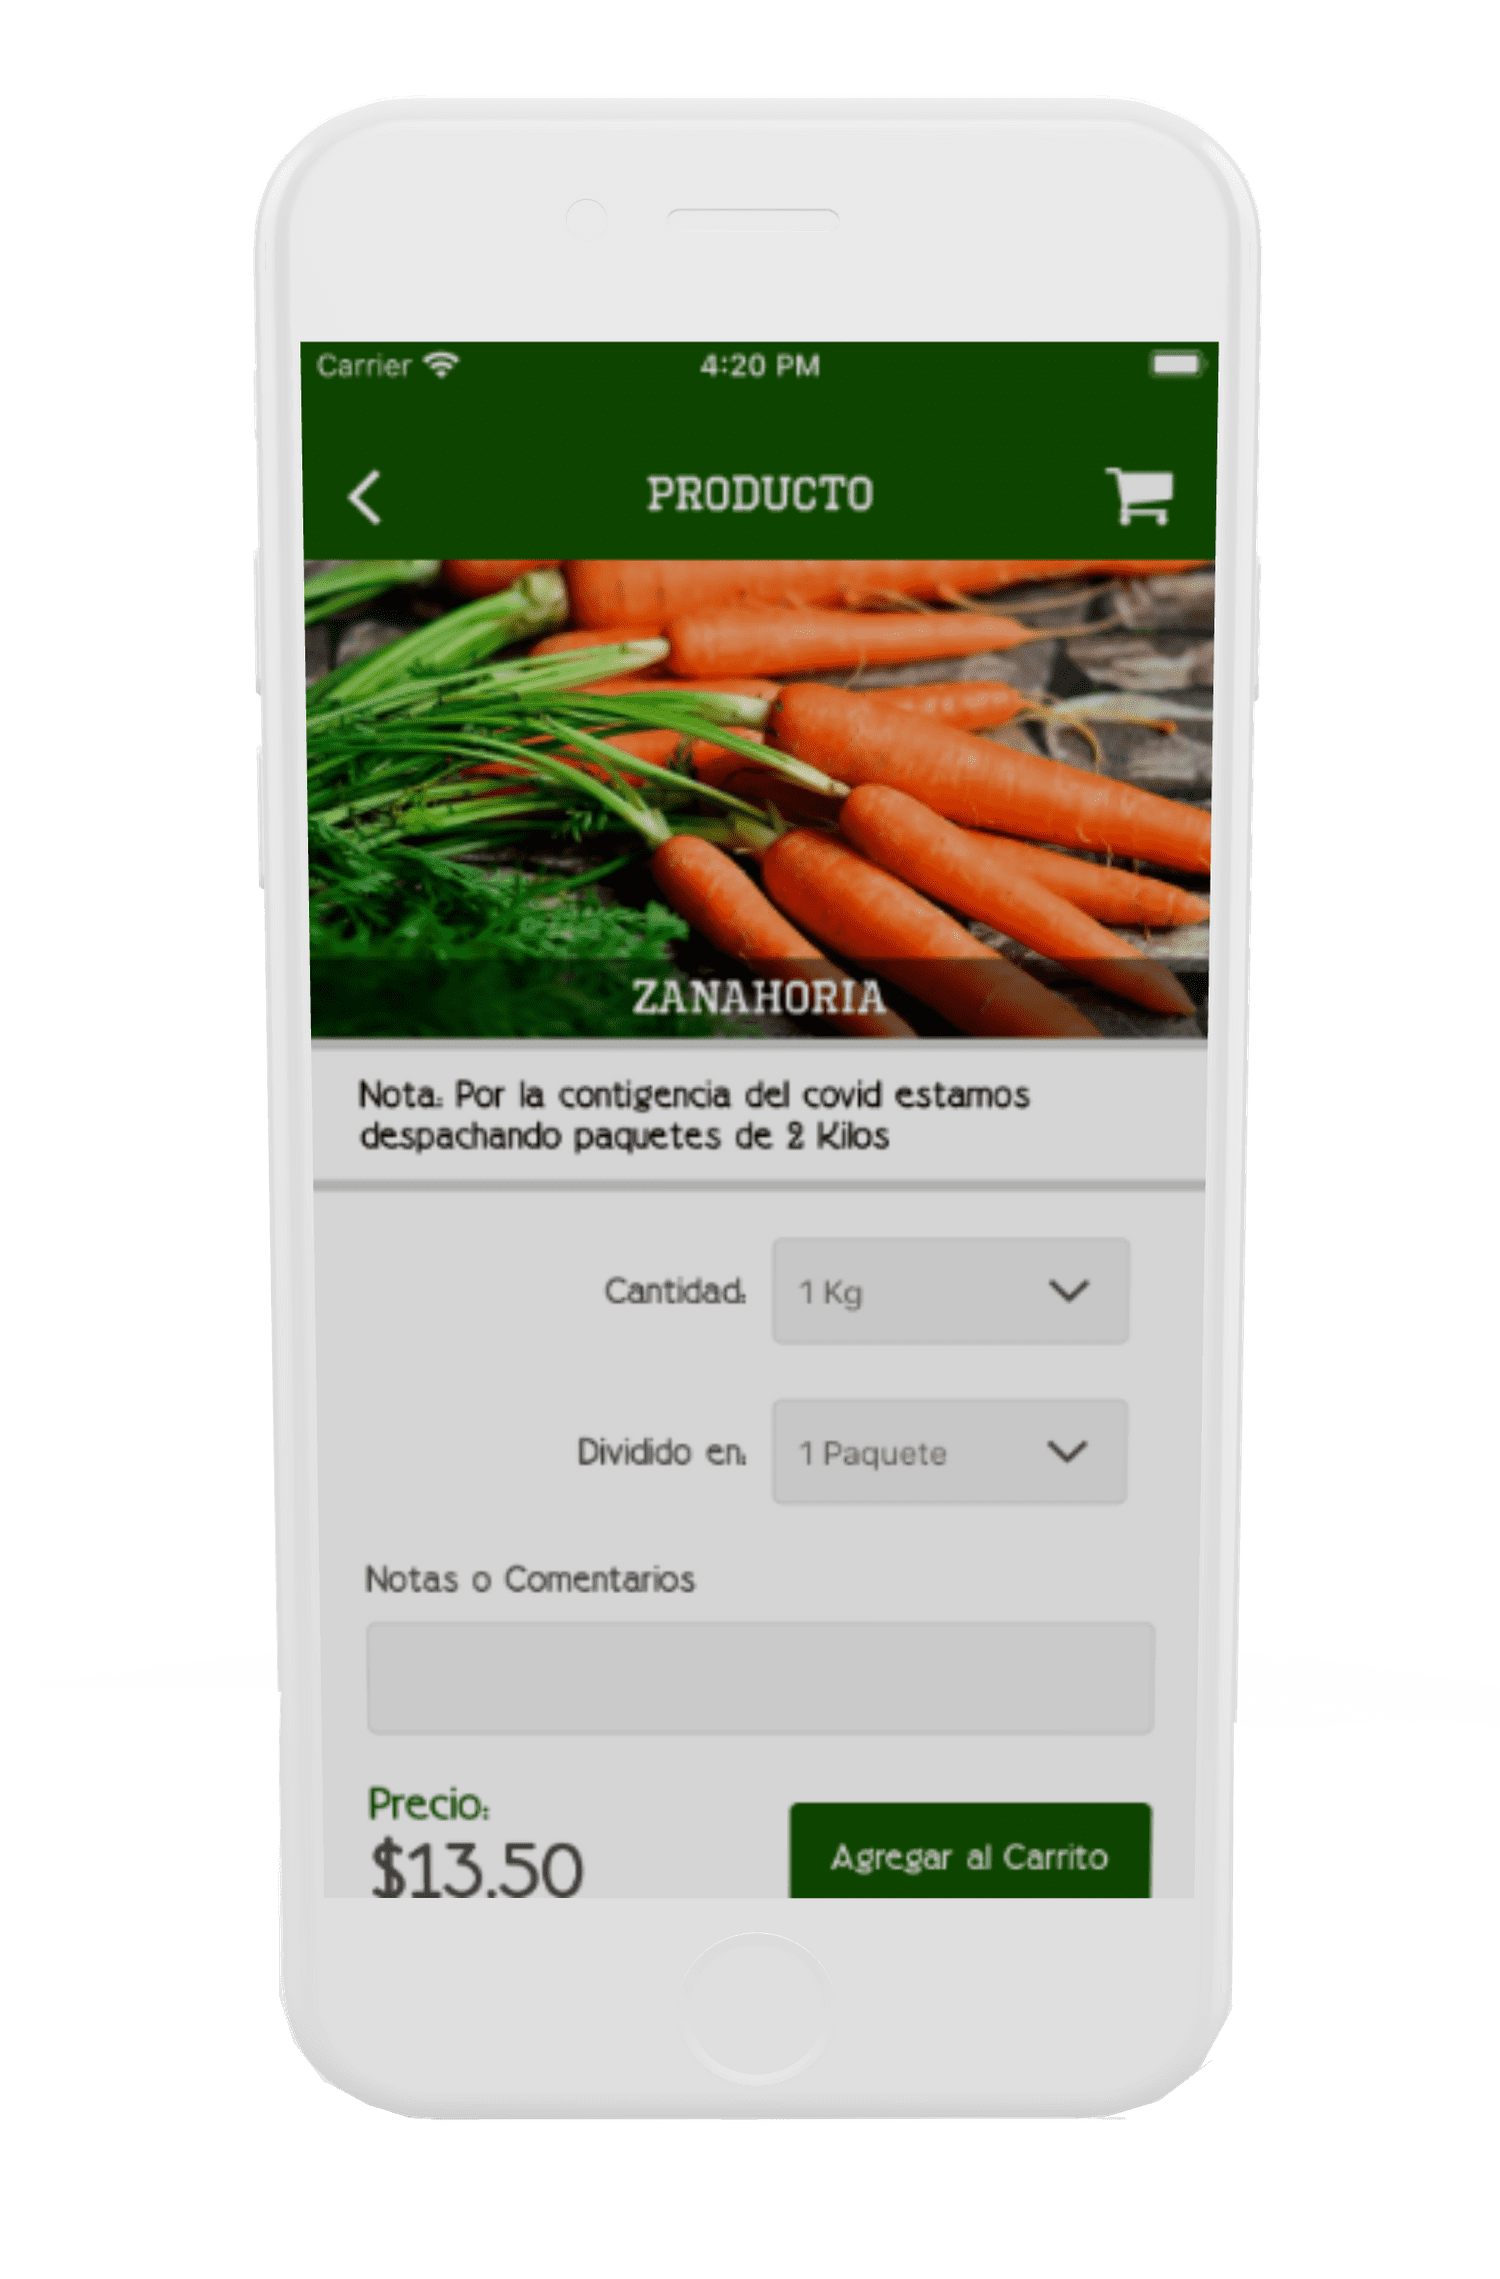 Carrier 4:20 PM
PRODUCTO
ZANAHORIA
Nota: Por la contigencia del covid estamos
despachando paquetes de 2 Kilos
Cantidad: 1 Kg
Dividido en: 1 Paquete
Notas o Comentarios
Precio:
$13.50
Agregar al Carrito